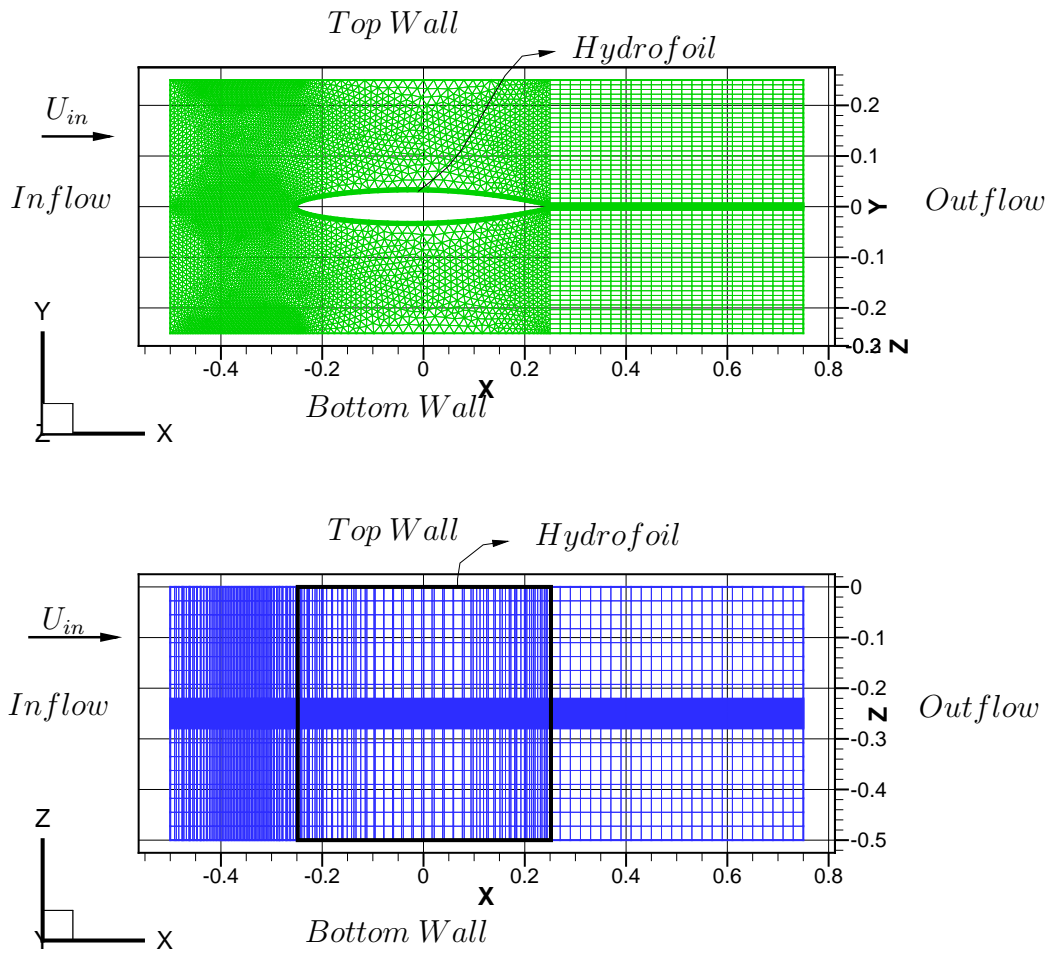 Top Wall
Hydrofoil
U_in
Inflow
Outflow
0.2
0.1
0
-0.1
-0.2
Y
Z
-0.4 -0.2 0 0.2 0.4 0.6 0.8
X
Bottom Wall
Y
Z X
Top Wall
Hydrofoil
U_in
Inflow
Outflow
0
-0.1
-0.2
-0.3
-0.4
-0.5
Z
-0.4 -0.2 0 0.2 0.4 0.6 0.8
X
Bottom Wall
Z
Y X